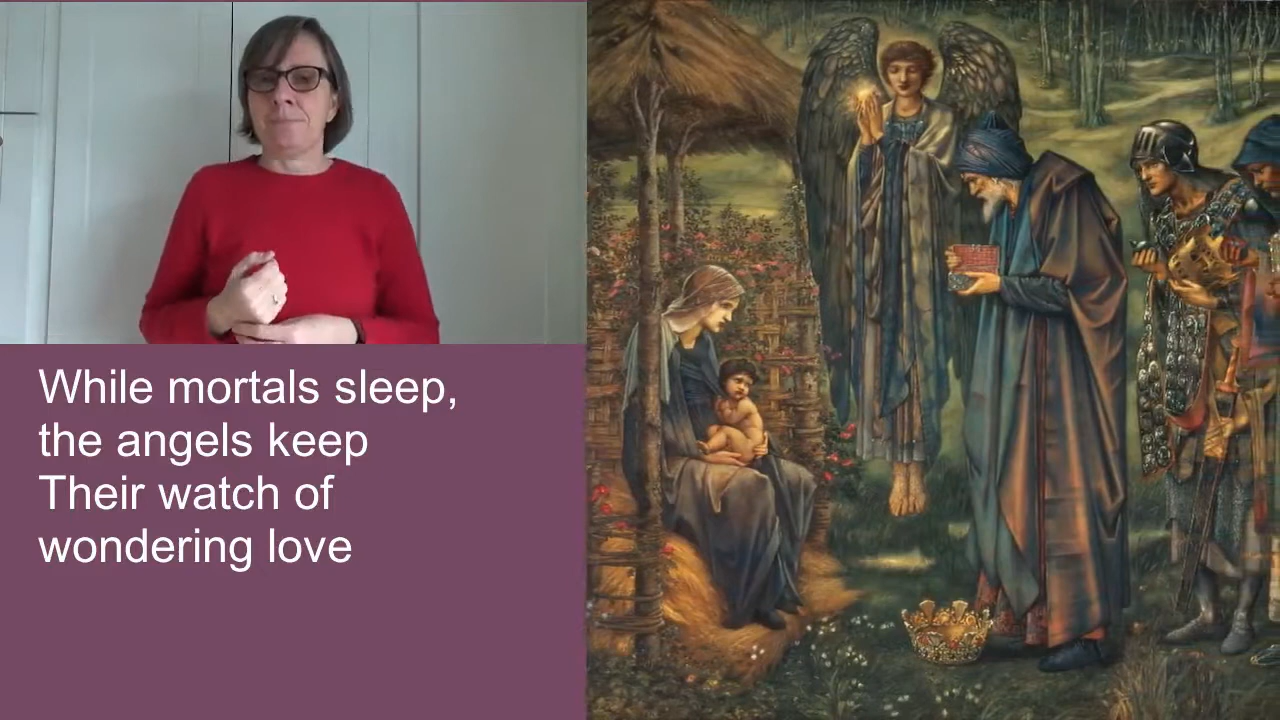 While mortals sleep,
the angels keep
Their watch of
wondering love